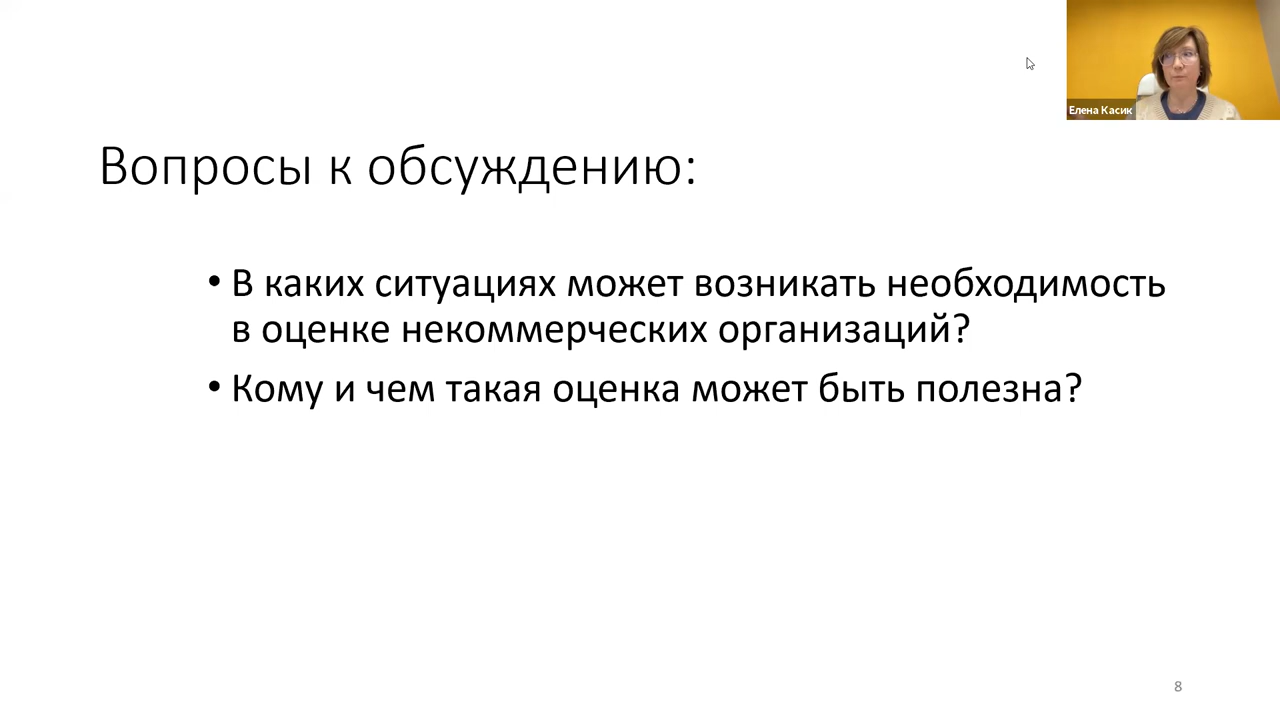 Елена Касик
Вопросы к обсуждению:
• В каких ситуациях может возникать необходимость
в оценке некоммерческих организаций?
• Кому и чем такая оценка может быть полезна?
8